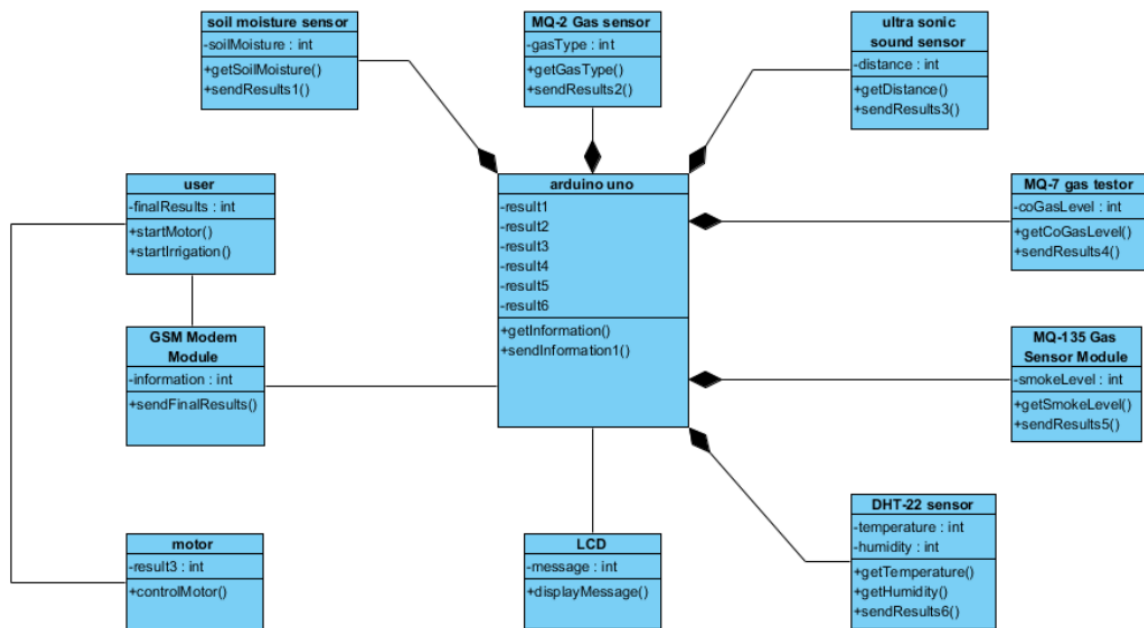 soil moisture sensor
-soilMoisture : int
+getSoilMoisture()
+sendResults1()
MQ-2 Gas sensor
-gasType : int
+getGasType()
+sendResults2()
ultra sonic
sound sensor
-distance : int
+getDistance()
+sendResults3()
user
-finalResults : int
+startMotor()
+startIrrigation()
arduino uno
-result1
-result2
-result3
-result4
-result5
-result6
+getInformation()
+sendInformation1()
MQ-7 gas testor
-coGasLevel : int
+getCoGasLevel()
+sendResults4()
GSM Modem
Module
-information : int
+sendFinalResults()
MQ-135 Gas
Sensor Module
-smokeLevel : int
+getSmokeLevel()
+sendResults5()
motor
-result3 : int
+controlMotor()
LCD
-message : int
+displayMessage()
DHT-22 sensor
-temperature : int
-humidity : int
+getTemperature()
+getHumidity()
+sendResults6()